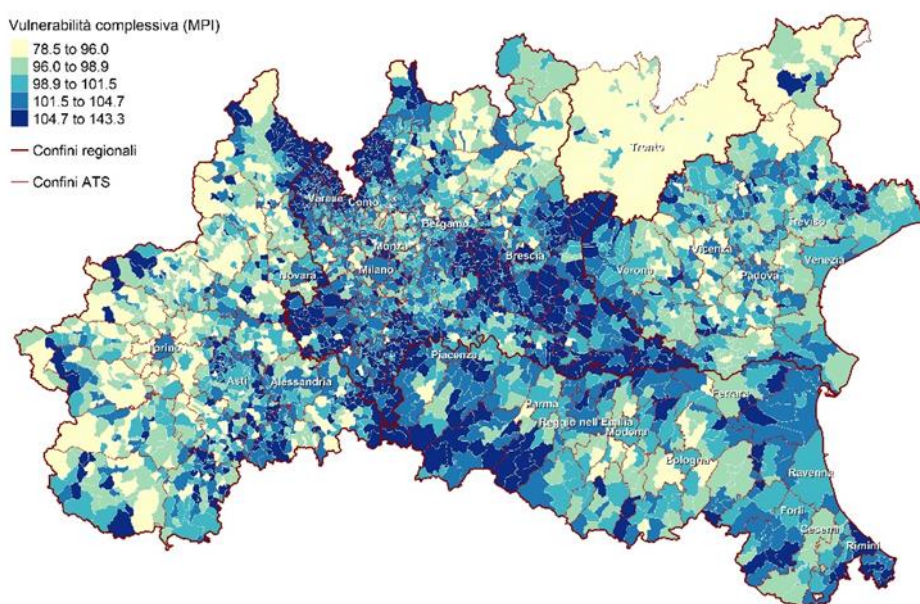 Vulnerabilità complessiva (MPI)
78.5 to 96.0
96.0 to 98.9
98.9 to 101.5
101.5 to 104.7
104.7 to 143.3
Confini regionali
Confini ATS
Trento
Varese
Como
Bergamo
Treviso
Monza
Brescia
Vicenza
Novara
Milano
Verona
Padova
Venezia
Torino
Piacenza
Asti
Alessandria
Parma
Ferrara
Reggio nell'Emilia
Modena
Bologna
Ravenna
Forlì
Cesena
Rimini